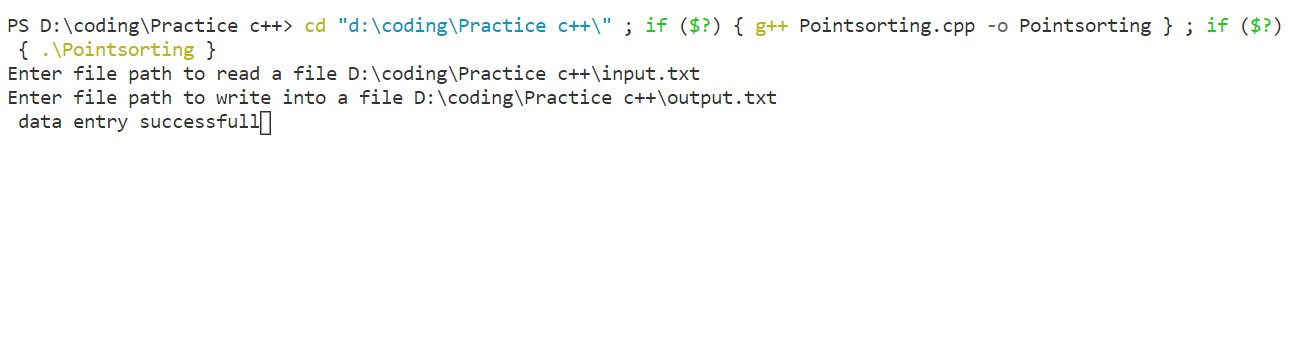 PS D:\coding\Practice c++> cd "d:\coding\Practice c++\" ; if ($?) { g++ Pointsorting.cpp -o Pointsorting } ; if ($?)
 { .\Pointsorting }
Enter file path to read a file D:\coding\Practice c++\input.txt
Enter file path to write into a file D:\coding\Practice c++\output.txt
 data entry successfull